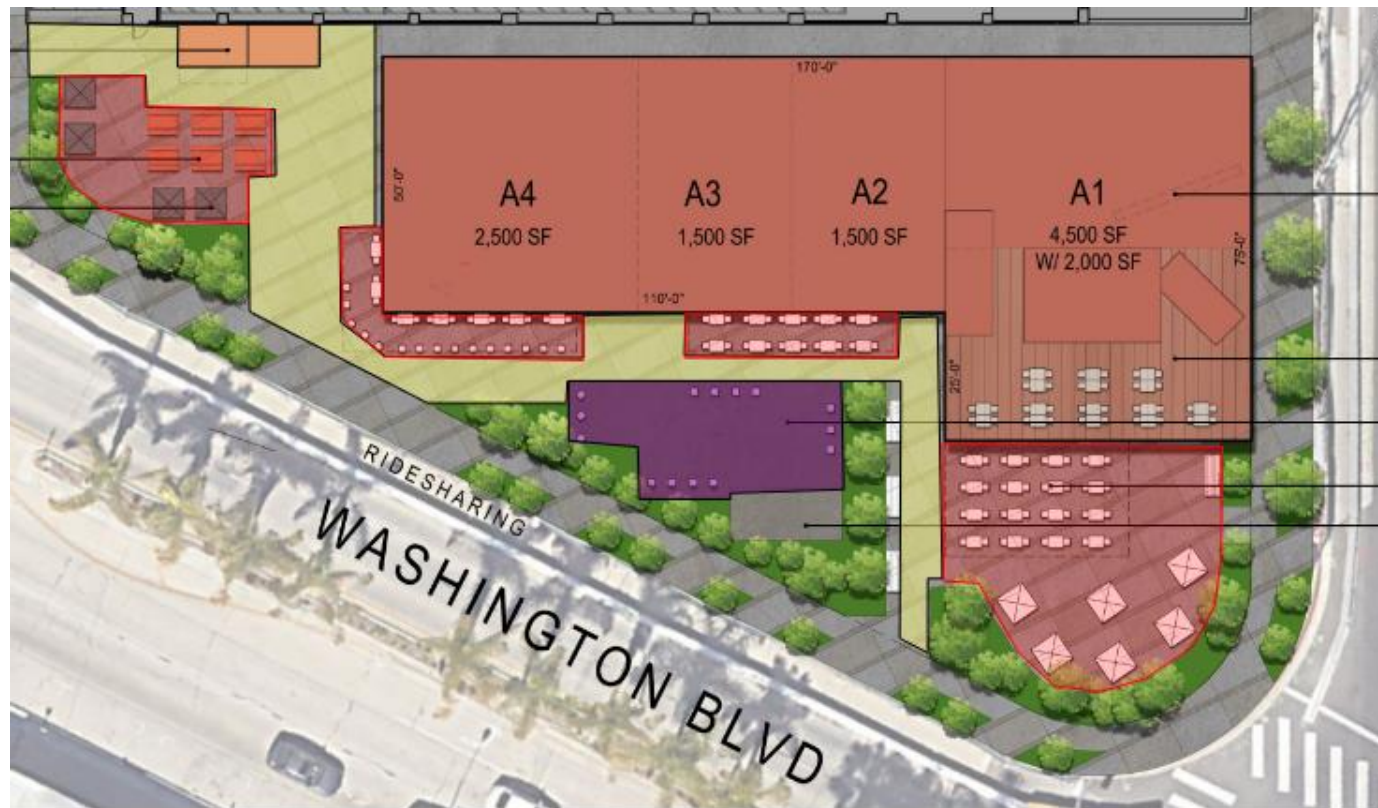 170'-0"
50'-0"
A4
2,500 SF
A3
1,500 SF
A2
1,500 SF
A1
4,500 SF
W/ 2,000 SF
75'-0"
110'-0"
25'-0"
RIDESHARING
WASHINGTON BLVD